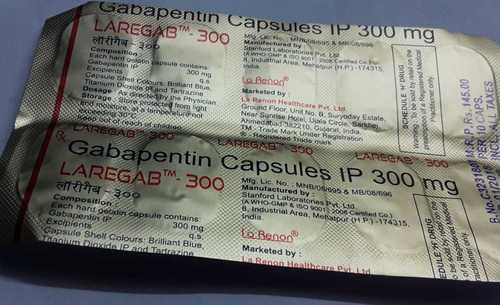 Gabapentin Capsules IP 300 mg
LAREGAB™- 300
लारीगैब - ३००
Composition :
Each hard gelatin capsule contains:
Gabapentin IP 300 mg
Excipients q.s.
Capsule Shell Colours: Brilliant Blue,
Titanium Dioxide IP and Tartrazine
Dosage : As directed by the Physician
Storage : Store protected from light
and moisture, at a temperature not
exceeding 30°C.
Keep out of reach of children.
Mfg. Lic. No. : MNB/08/695 & MB/08/696
Manufactured by :
Stanford Laboratories Pvt. Ltd.
(A WHO-GMP & ISO 9001 : 2008 Certified Co.)
8, Industrial Area, Mehatpur (H.P.) -174315,
La Renon®
Marketed by :
La Renon Healthcare Pvt. Ltd.
Ground Floor, Unit No. B, Suryoday Estate,
Near Sunrise Hotel, Ujala Circle, Sarkhej,
Ahmedabad-382210, Gujarat, India.
TM - Trade Mark Under Registration
® - Registered Trade mark
SCHEDULE 'H' DRUG
Warning : To be sold by retail on the
of a Registered Medical
Practitioner only.
R.P. Rs.145.00
PER 10 CAPS.
ALL TAXES
Rx
Gabapentin Capsules IP 300 mg
LAREGAB™- 300
लारीगैब - ३००
Composition :
Each hard gelatin capsule contains:
Gabapentin IP 300 mg
Excipients q.s.
Capsule Shell Colours: Brilliant Blue,
Titanium Dioxide IP and Tartrazine
Mfg. Lic. No. : MNB/08/695 & MB/08/696
Manufactured by :
Stanford Laboratories Pvt. Ltd.
(A WHO-GMP & ISO 9001 : 2008 Certified Co.)
8, Industrial Area, Mehatpur (H.P.) - 174315,
India.
La Renon®
Marketed by :
La Renon Healthcare Pvt. Ltd.
EDULE 'H' DRUG